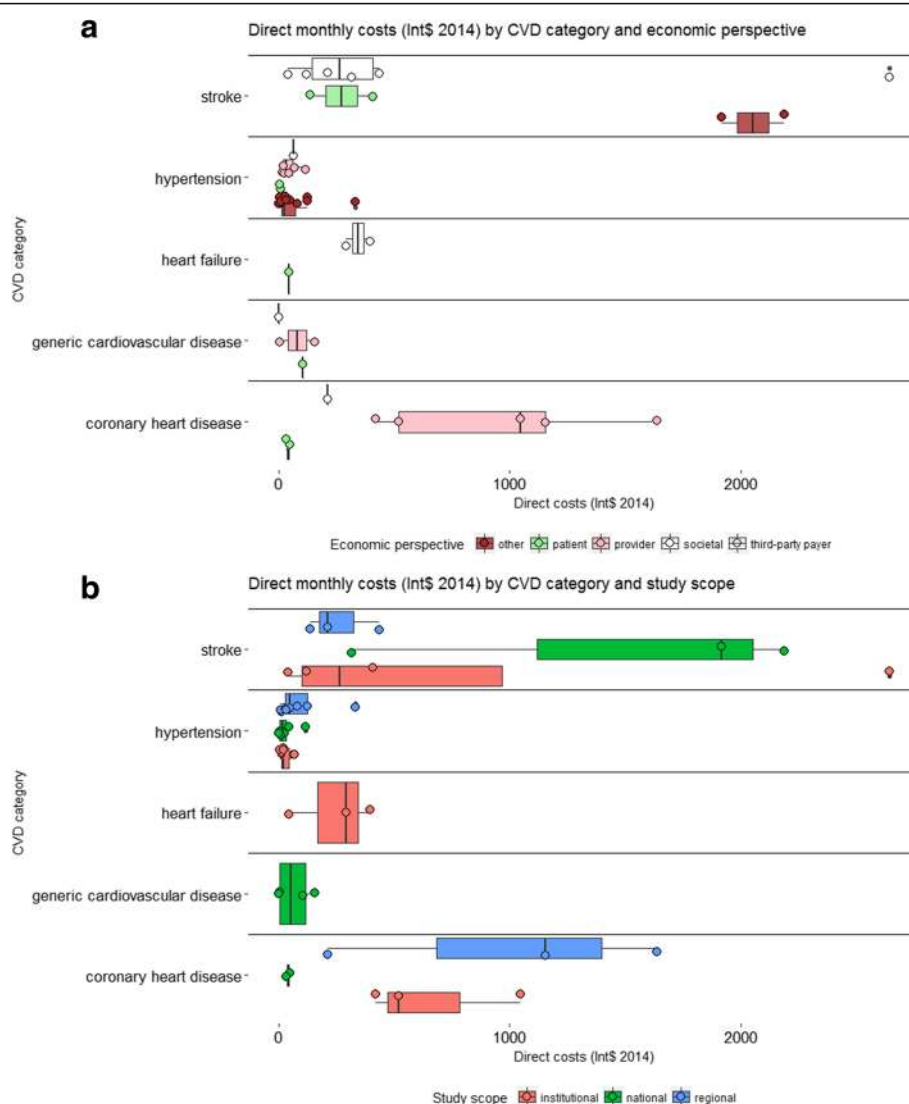 a
Direct monthly costs (Int$ 2014) by CVD category and economic perspective
CVD category
stroke
hypertension
heart failure
generic cardiovascular disease
coronary heart disease
0 1000 2000
Direct costs (Int$ 2014)
Economic perspective other patient provider societal third-party payer
b
Direct monthly costs (Int$ 2014) by CVD category and study scope
CVD category
stroke
hypertension
heart failure
generic cardiovascular disease
coronary heart disease
0 1000 2000
Direct costs (Int$ 2014)
Study scope institutional national regional